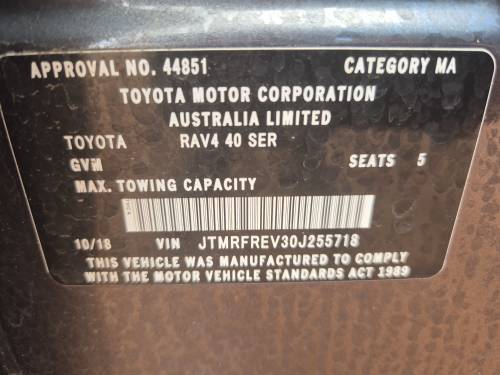 APPROVAL NO. 44851 CATEGORY MA
TOYOTA MOTOR CORPORATION
AUSTRALIA LIMITED
TOYOTA RAV4 40 SER
GVM SEATS 5
MAX. TOWING CAPACITY
10/18 VIN JTMRFREV30J255718
THIS VEHICLE WAS MANUFACTURED TO COMPLY
WITH THE MOTOR VEHICLE STANDARDS ACT 1989